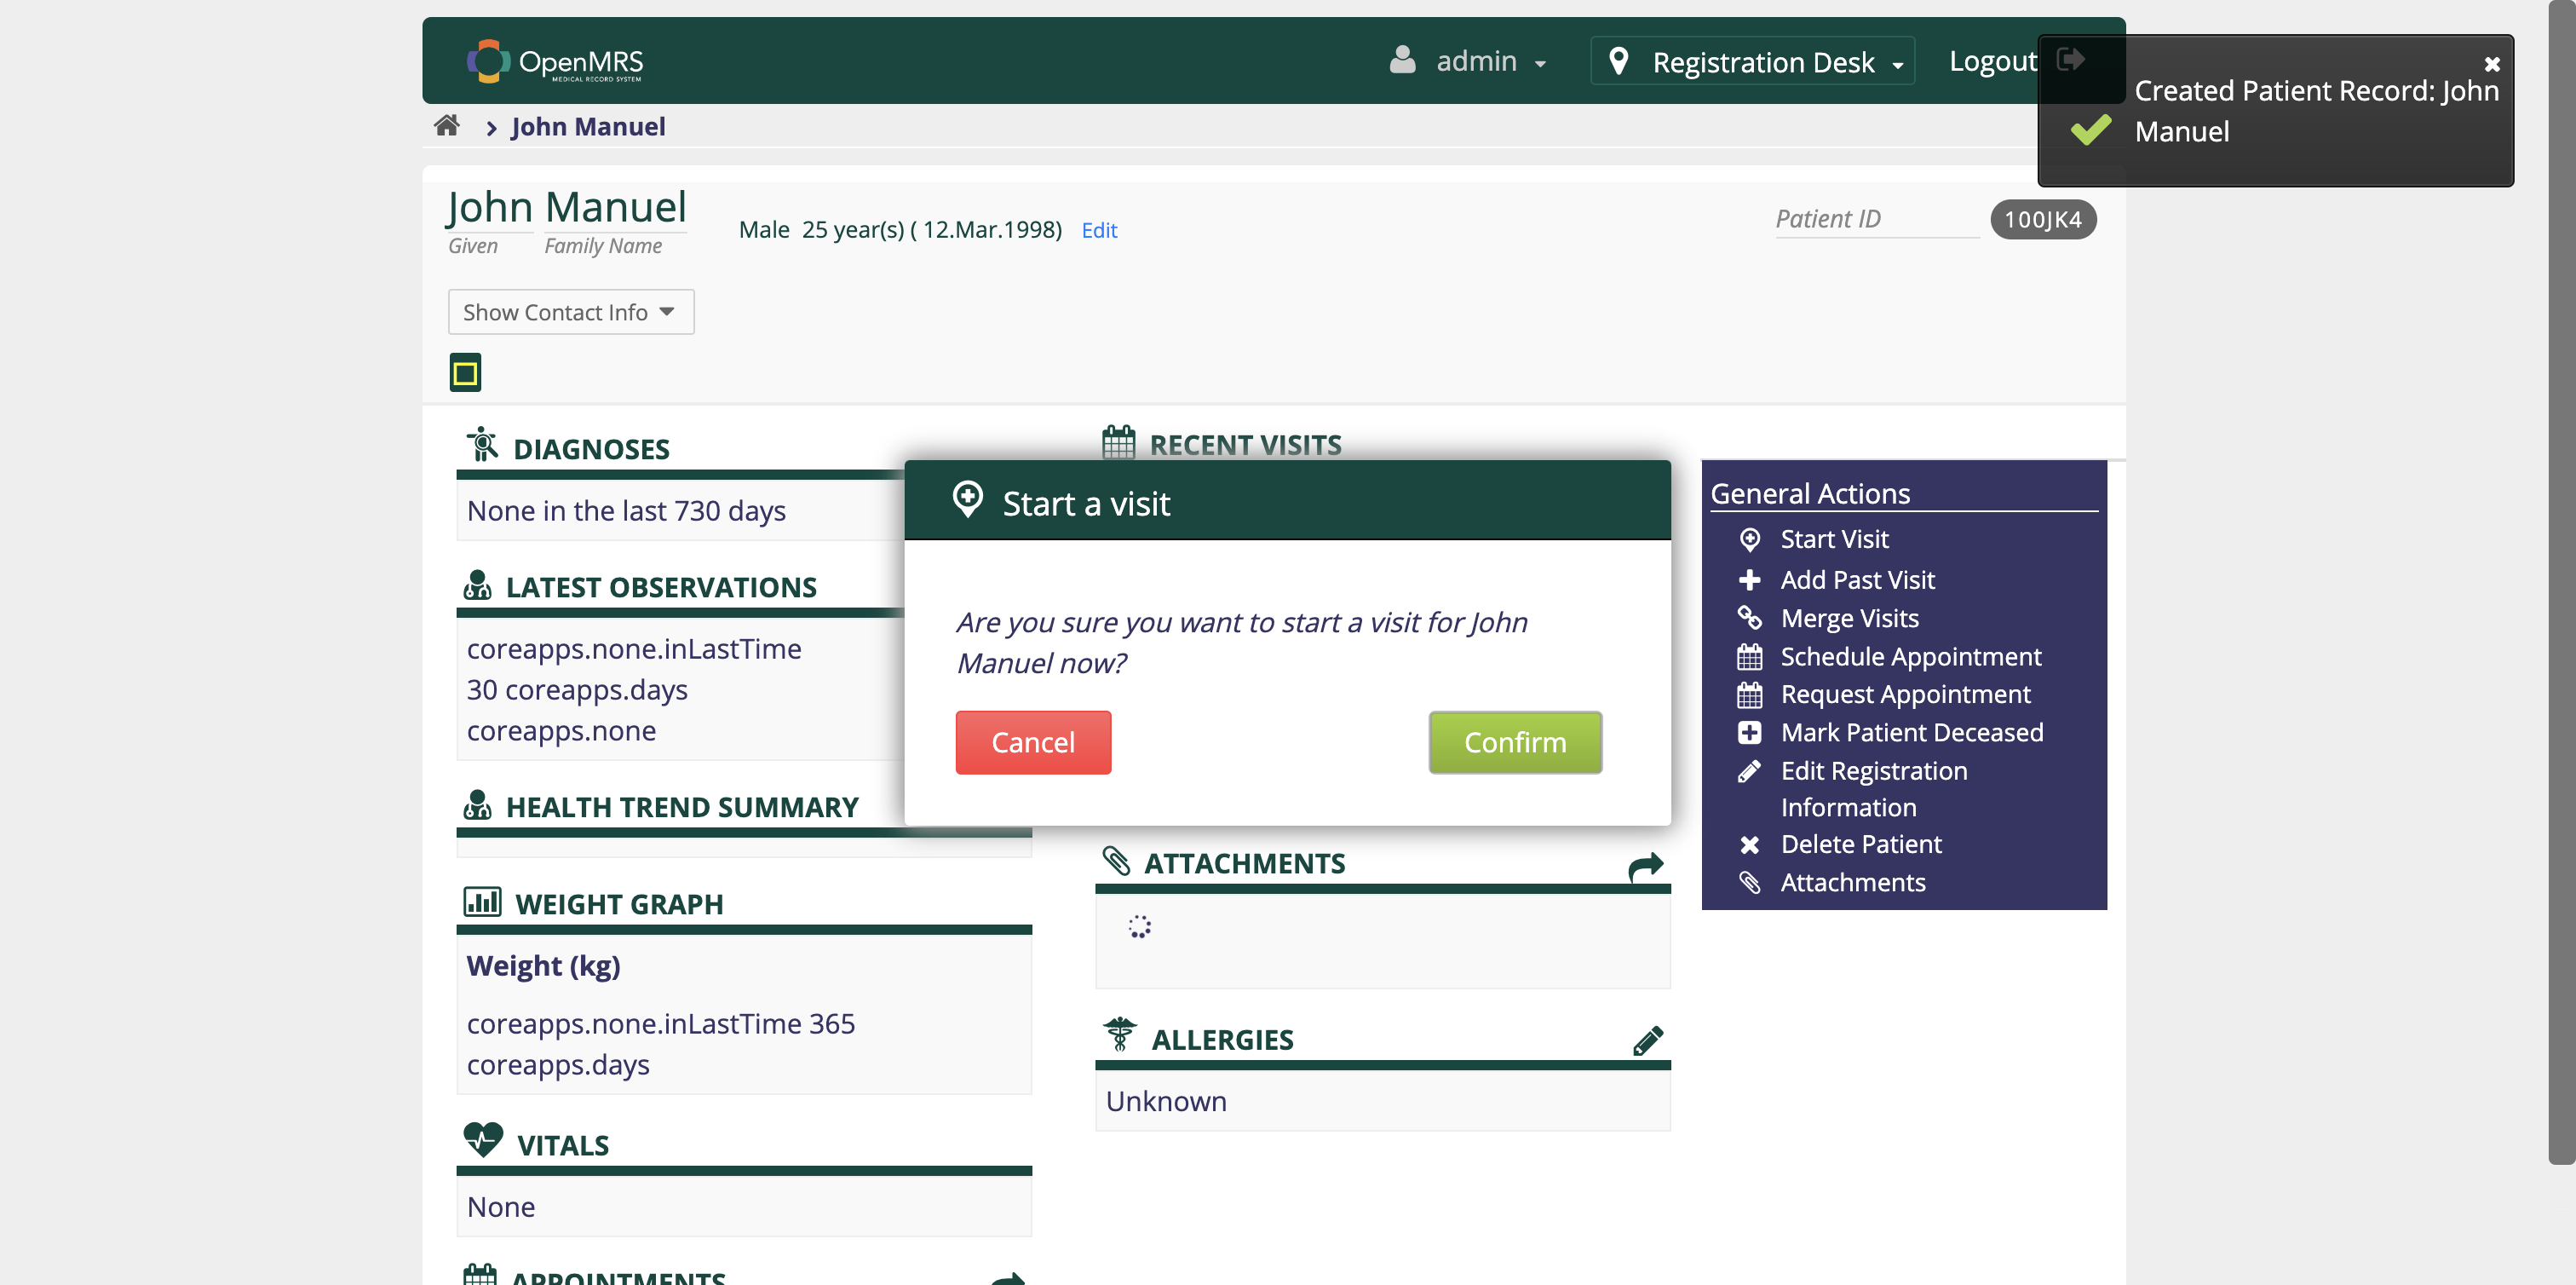 OpenMRS
MEDICAL RECORD SYSTEM
admin
Registration Desk
Logout
Created Patient Record: John
Manuel
John Manuel
John Manuel
Given Family Name
Male 25 year(s) ( 12.Mar.1998) Edit
Patient ID 100JK4
Show Contact Info
DIAGNOSES
None in the last 730 days
LATEST OBSERVATIONS
coreapps.none.inLastTime
30 coreapps.days
coreapps.none
HEALTH TREND SUMMARY
WEIGHT GRAPH
Weight (kg)
coreapps.none.inLastTime 365
coreapps.days
VITALS
None
APPOINTMENTS
RECENT VISITS
Start a visit
Are you sure you want to start a visit for John
Manuel now?
Cancel Confirm
ATTACHMENTS
ALLERGIES
Unknown
General Actions
Start Visit
Add Past Visit
Merge Visits
Schedule Appointment
Request Appointment
Mark Patient Deceased
Edit Registration
Information
Delete Patient
Attachments